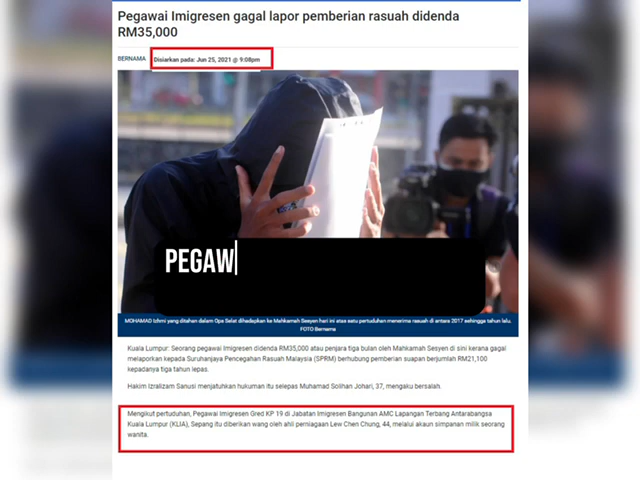 Pegawai Imigresen gagal lapor pemberian rasuah didenda
RM35,000
BERNAMA Disiarkan pada: Jun 25, 2021 @ 9:08pm
PEGAW
MOHAMAD Izhmi yang ditahan dalam Ops Selat dihadapkan ke Mahkamah Sesyen hari ini atas satu pertuduhan menerima rasuah di antara 2017 sehingga tahun lalu.
FOTO Bernama
Kuala Lumpur: Seorang pegawai Imigresen didenda RM35,000 atau penjara tiga bulan oleh Mahkamah Sesyen di sini kerana gagal
melaporkan kepada Suruhanjaya Pencegahan Rasuah Malaysia (SPRM) berhubung pemberian suapan berjumlah RM21,100
kepadanya tiga tahun lepas.
Hakim Izralizam Sanusi menjatuhkan hukuman itu selepas Muhamad Solihan Johari, 37, mengaku bersalah.
Mengikut pertuduhan, Pegawai Imigresen Gred KP 19 di Jabatan Imigresen Bangunan AMC Lapangan Terbang Antarabangsa
Kuala Lumpur (KLIA), Sepang itu diberikan wang oleh ahli perniagaan Lew Chen Chung, 44, melalui akaun simpanan milik seorang
wanita.